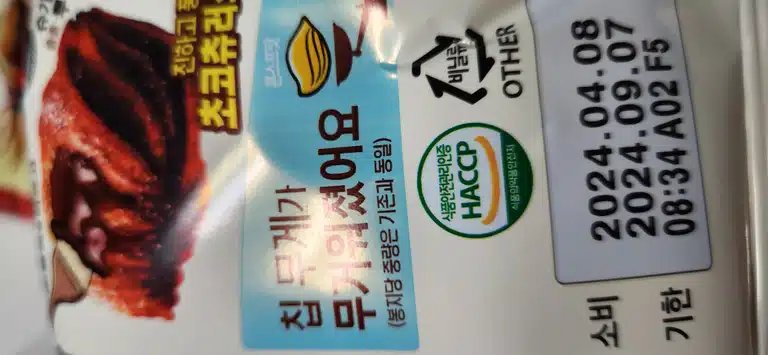 진하고
초코츄러
칩 무게가
무거워졌어요
(봉지당 중량은 기존과 동일)
비닐류
OTHER
식품안전관리인증
HACCP
식품의약품안전처
소비
기한
2024.04.08
2024.09.07
08:34 A02 F5